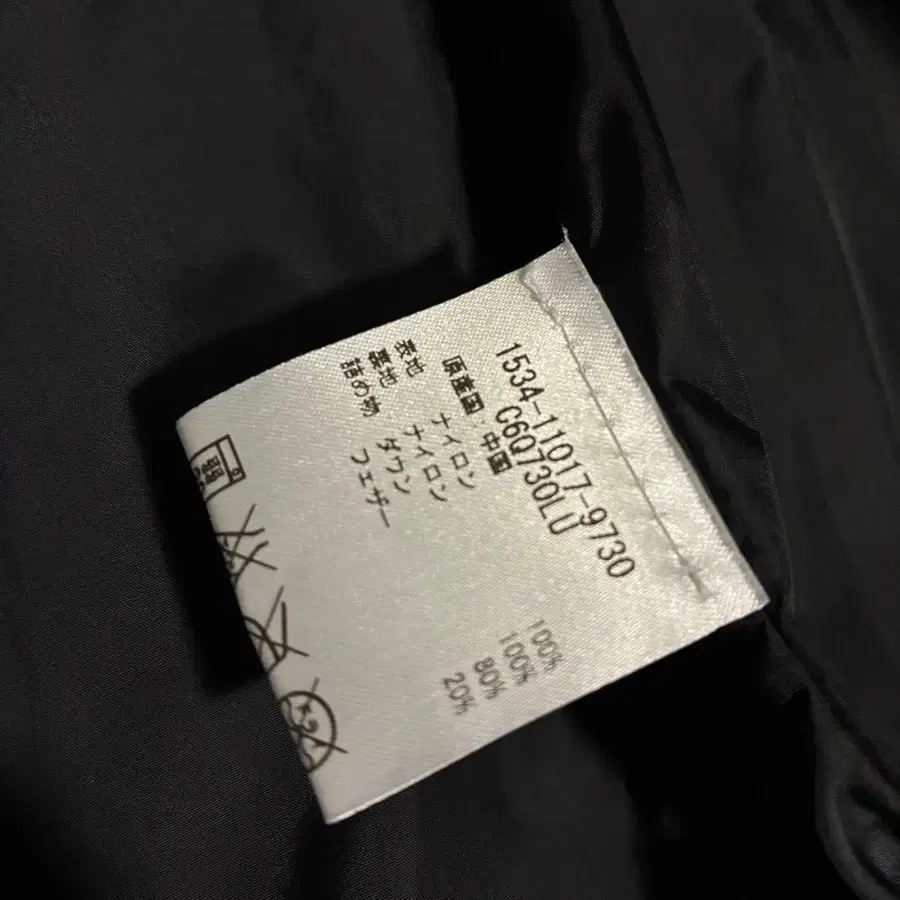 1534-11017-9730
C6Q730LU
原産国:中国
表地 ナイロン 100%
裏地 ナイロン 100%
詰め物 ダウン 80%
フェザー 20%